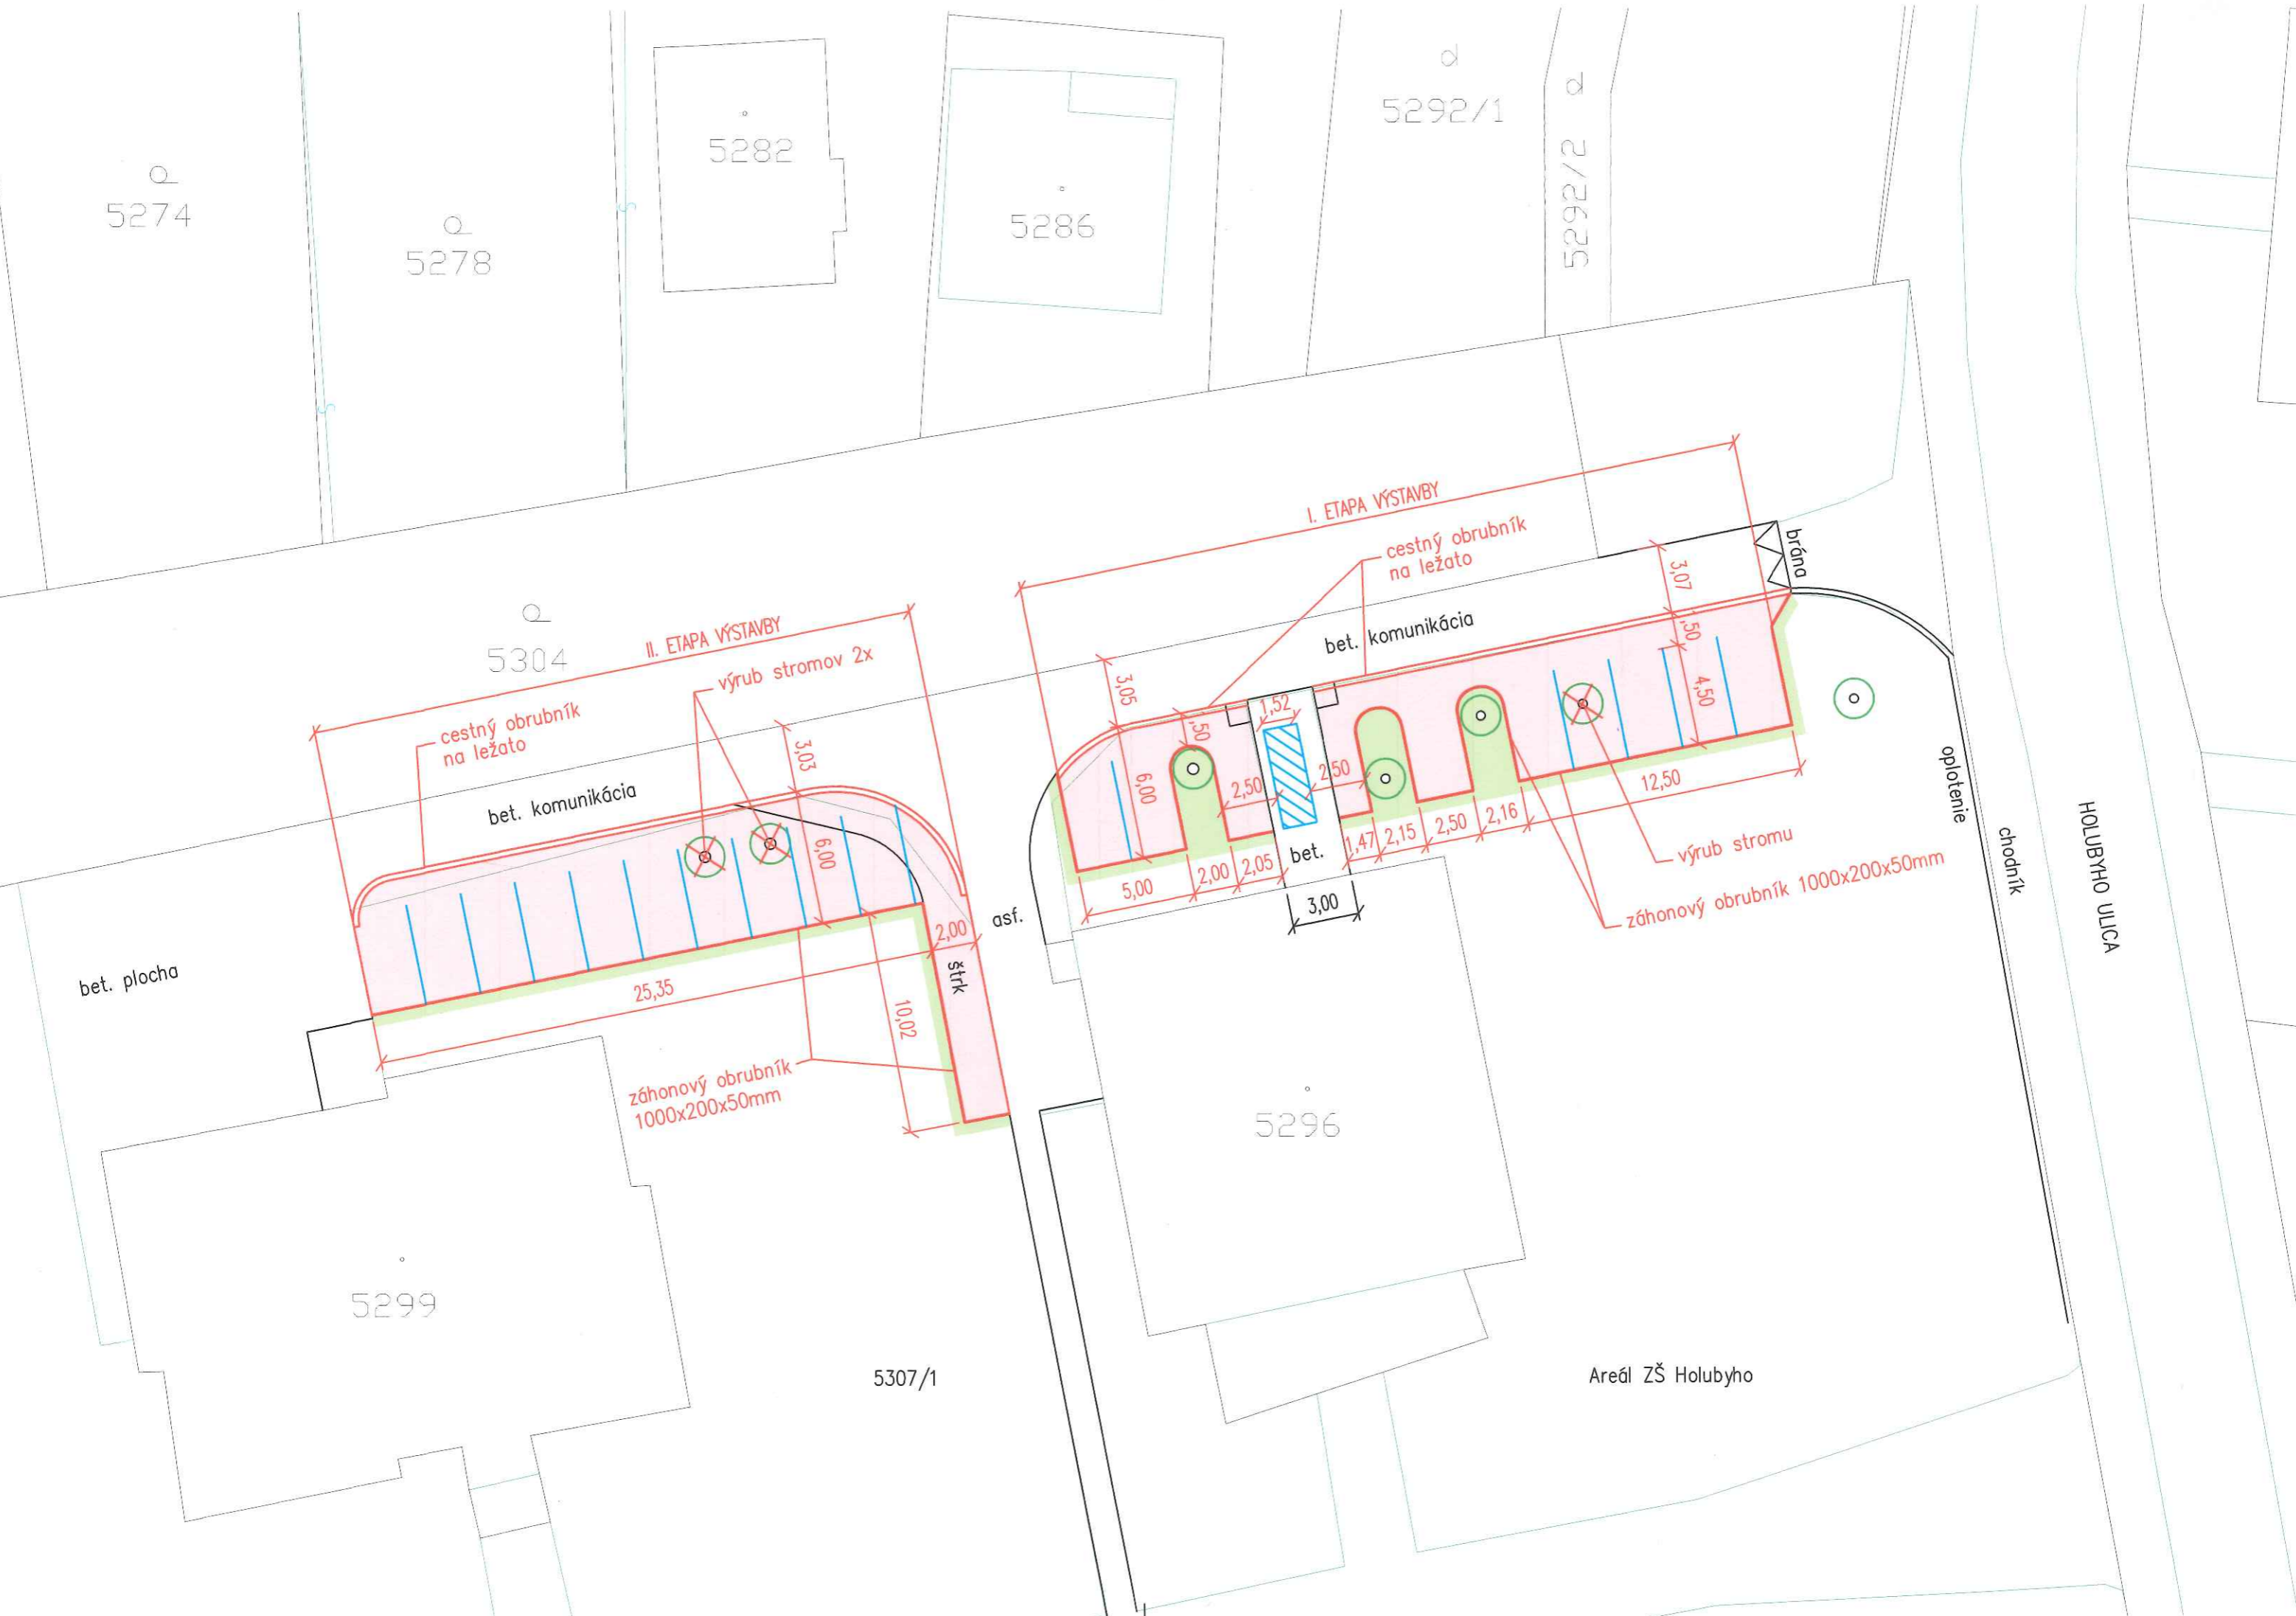 5274
5278
5282
5286
5292/1
5292/2
I. ETAPA VÝSTAVBY
cestný obrubník
na ležato
brána
3,07
bet. komunikácia
5304
II. ETAPA VÝSTAVBY
výrub stromov 2x
cestný obrubník
na ležato
3,05
,50
1,52
,50
4,50
3,03
6,00
2,50
2,50
bet. komunikácia
6,00
12,50
oplotenie
chodník
HOLUBYHO ULICA
5,00
2,00
2,05
bet.
1,47
2,15
2,50
2,16
výrub stromu
záhonový obrubník 1000x200x50mm
3,00
asf.
2,00
štrk
bet. plocha
25,35
10,02
záhonový obrubník
1000x200x50mm
5296
5299
5307/1
Areál ZŠ Holubyho